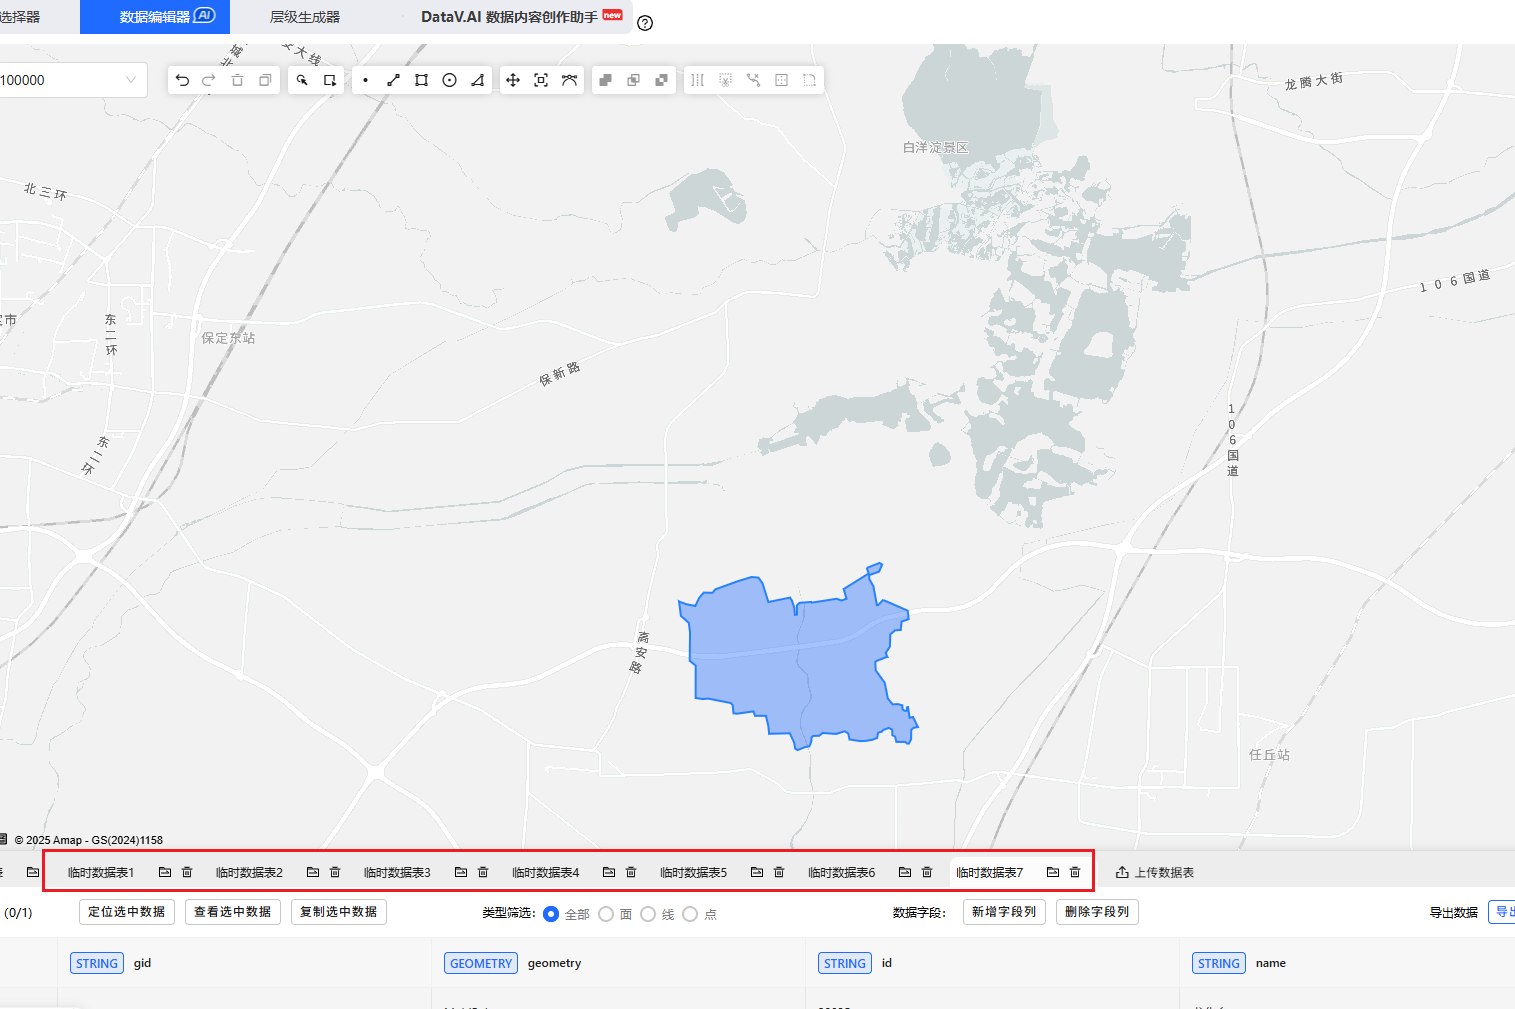 选择器
数据编辑器 AI
层级生成器
DataV.AI 数据内容创作助手 new
100000
大线
龙腾大街
白洋淀景区
北三环
106国道
东二环
保定东站
保新路
106国道
东二环
高安路
任丘站
© 2025 Amap - GS(2024)1158
临时数据表1
临时数据表2
临时数据表3
临时数据表4
临时数据表5
临时数据表6
临时数据表7
上传数据表
(0/1)
定位选中数据
查看选中数据
复制选中数据
类型筛选: 全部 面 线 点
数据字段:
新增字段列
删除字段列
导出数据
导出
STRING gid
GEOMETRY geometry
STRING id
STRING name